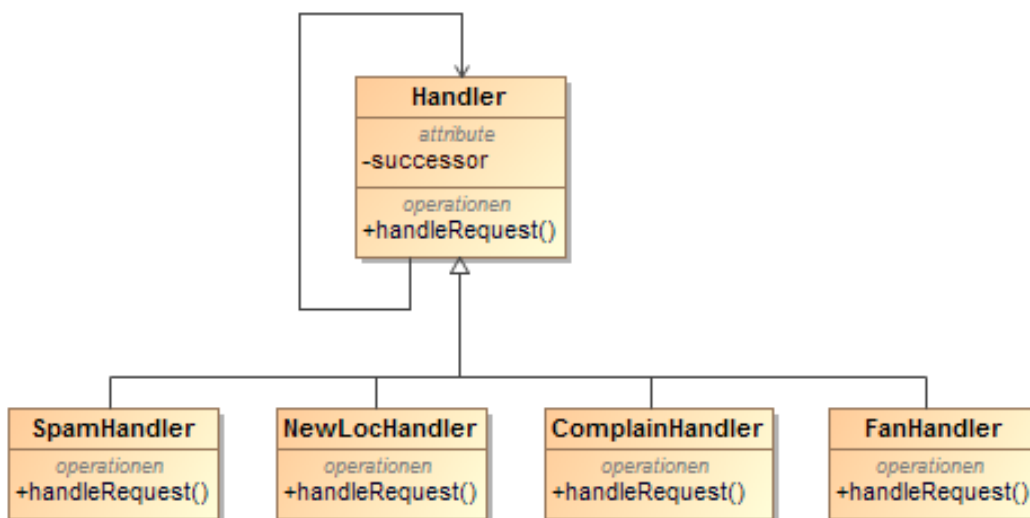 Handler
attribute
-successor
operationen
+handleRequest()
SpamHandler
operationen
+handleRequest()
NewLocHandler
operationen
+handleRequest()
ComplainHandler
operationen
+handleRequest()
FanHandler
operationen
+handleRequest()